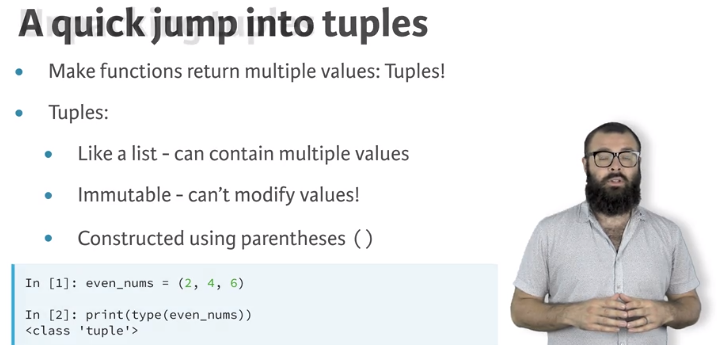 A quick jump into tuples
Make functions return multiple values: Tuples!
Tuples:
Like a list - can contain multiple values
Immutable - can’t modify values!
Constructed using parentheses ()
In [1]: even_nums = (2, 4, 6)
In [2]: print(type(even_nums))
<class 'tuple'>